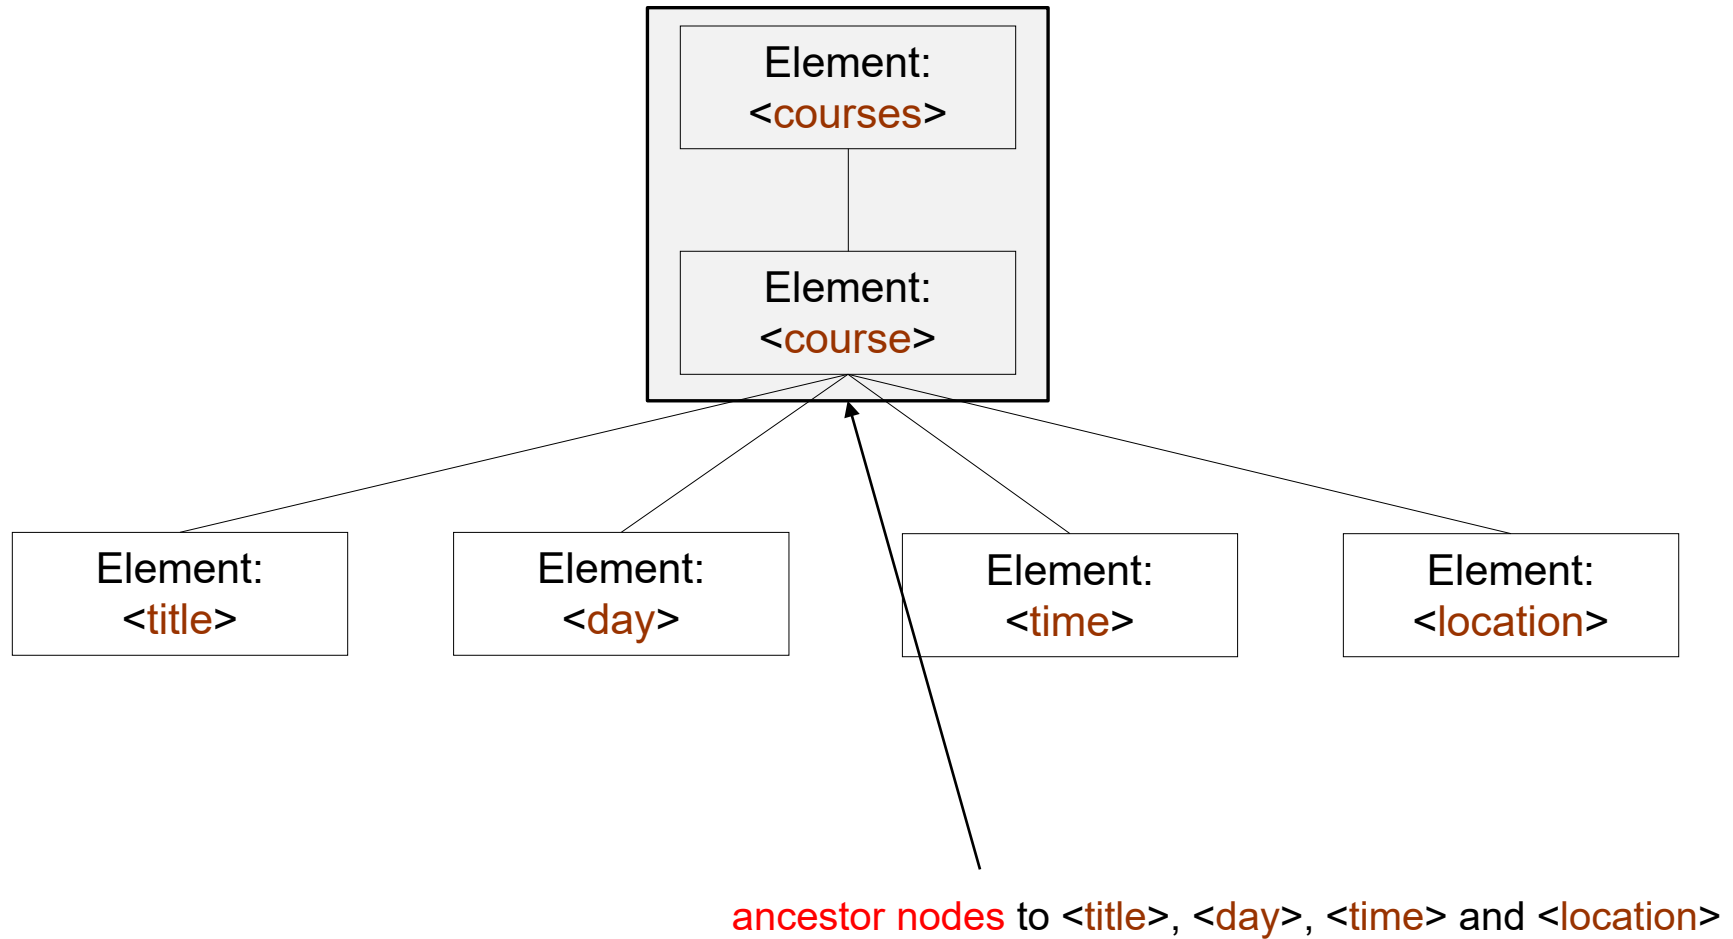 Element:
<courses>
Element:
<course>
Element:
<title>
Element:
<day>
Element:
<time>
Element:
<location>
ancestor nodes to <title>, <day>, <time> and <location>